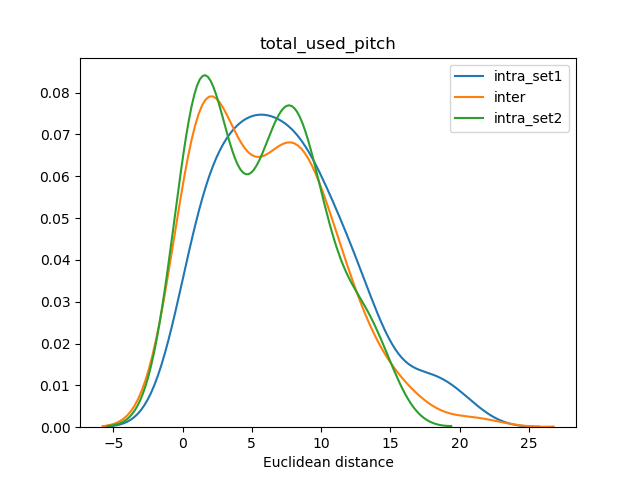 total_used_pitch
intra_set1
inter
intra_set2
0.08
0.07
0.06
0.05
0.04
0.03
0.02
0.01
0.00
−5 0 5 10 15 20 25
Euclidean distance